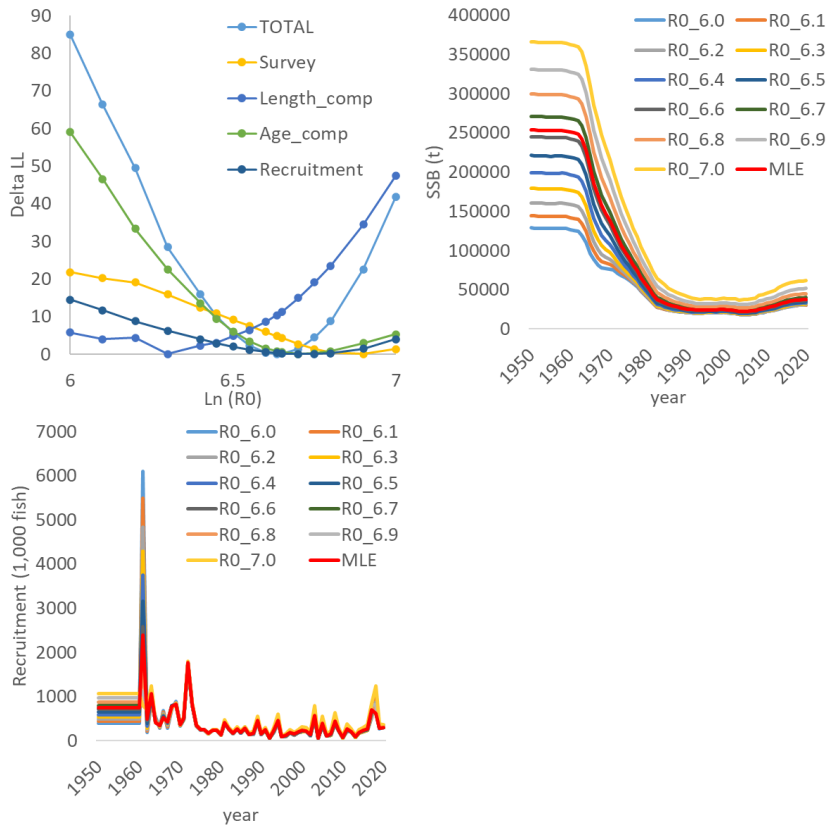 90
80
70
60
50
40
30
20
10
0
Delta LL
6
6.5
7
Ln (R0)
TOTAL
Survey
Length_comp
Age_comp
Recruitment
400000
350000
300000
250000
200000
150000
100000
50000
0
SSB (t)
1950
1960
1970
1980
1990
2000
2010
2020
year
R0_6.0 R0_6.1
R0_6.2 R0_6.3
R0_6.4 R0_6.5
R0_6.6 R0_6.7
R0_6.8 R0_6.9
R0_7.0 MLE
7000
6000
5000
4000
3000
2000
1000
0
Recruitment (1,000 fish)
1950
1960
1970
1980
1990
2000
2010
2020
year
R0_6.0 R0_6.1
R0_6.2 R0_6.3
R0_6.4 R0_6.5
R0_6.6 R0_6.7
R0_6.8 R0_6.9
R0_7.0 MLE